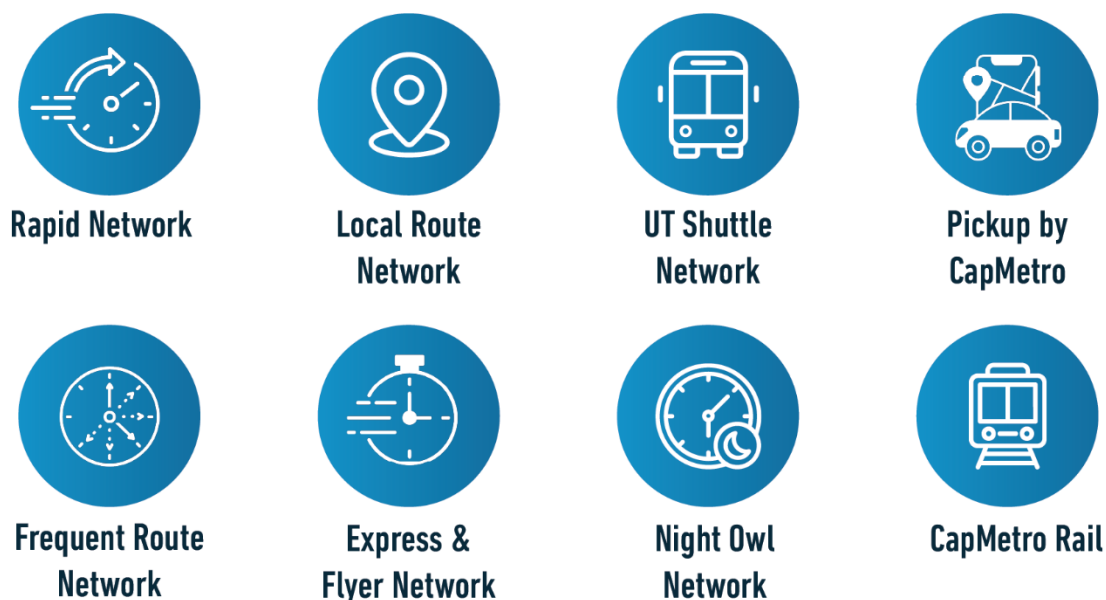 Rapid Network
Local Route
Network
UT Shuttle
Network
Pickup by
CapMetro
Frequent Route
Network
Express &
Flyer Network
Night Owl
Network
CapMetro Rail